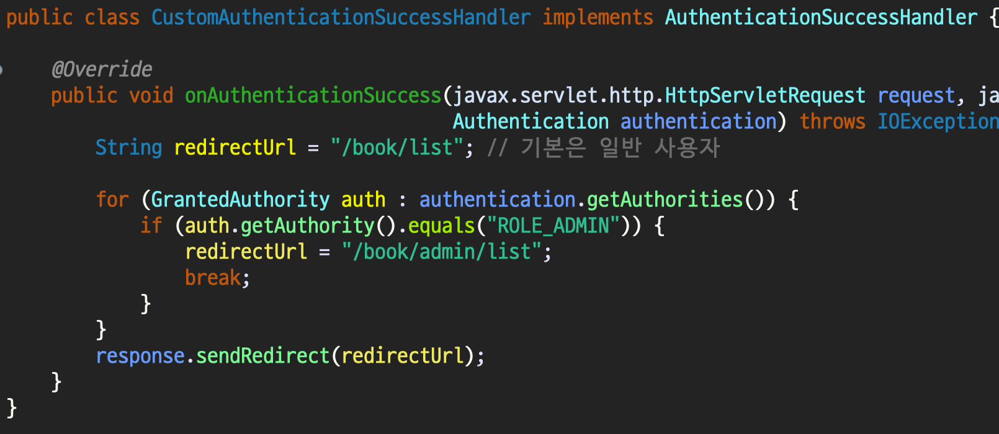 public class CustomAuthenticationSuccessHandler implements AuthenticationSuccessHandler {
@Override
public void onAuthenticationSuccess(javax.servlet.http.HttpServletRequest request, ja
Authentication authentication) throws IOException
String redirectUrl = "/book/list"; // 기본은 일반 사용자
for (GrantedAuthority auth : authentication.getAuthorities()) {
if (auth.getAuthority().equals("ROLE_ADMIN")) {
redirectUrl = "/book/admin/list";
break;
}
}
response.sendRedirect(redirectUrl);
}
}